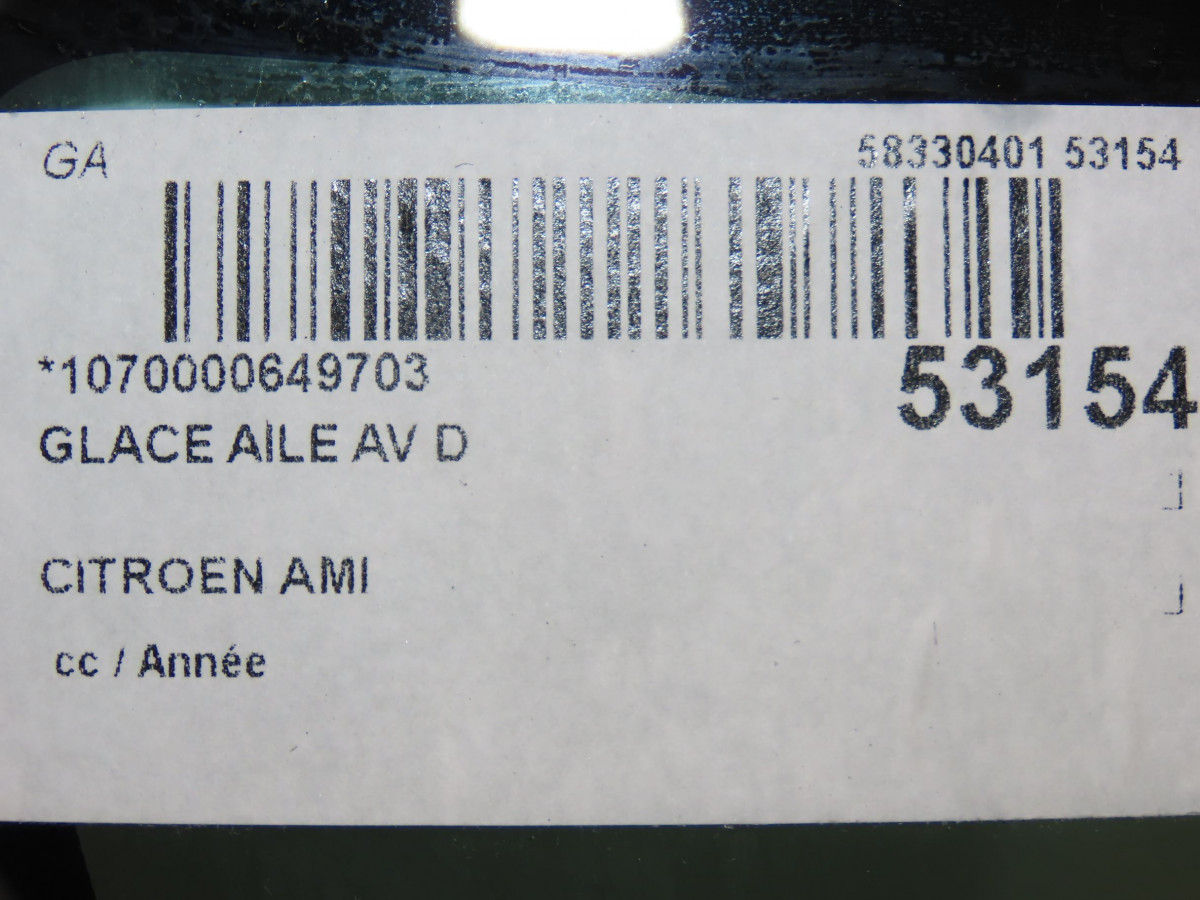 GA
58330401 53154
*1070000649703
53154
GLACE AILE AV D
CITROEN AMI
cc / Année